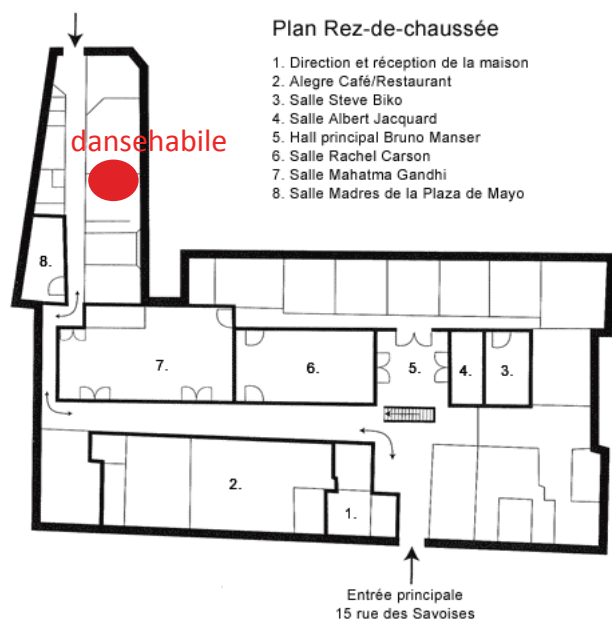 Plan Rez-de-chaussée
1. Direction et réception de la maison
2. Alegre Café/Restaurant
3. Salle Steve Biko
4. Salle Albert Jacquard
5. Hall principal Bruno Manser
6. Salle Rachel Carson
7. Salle Mahatma Gandhi
8. Salle Madres de la Plaza de Mayo
dansehabile
8.
7.
6.
5.
4.
3.
2.
1.
Entrée principale
15 rue des Savoises